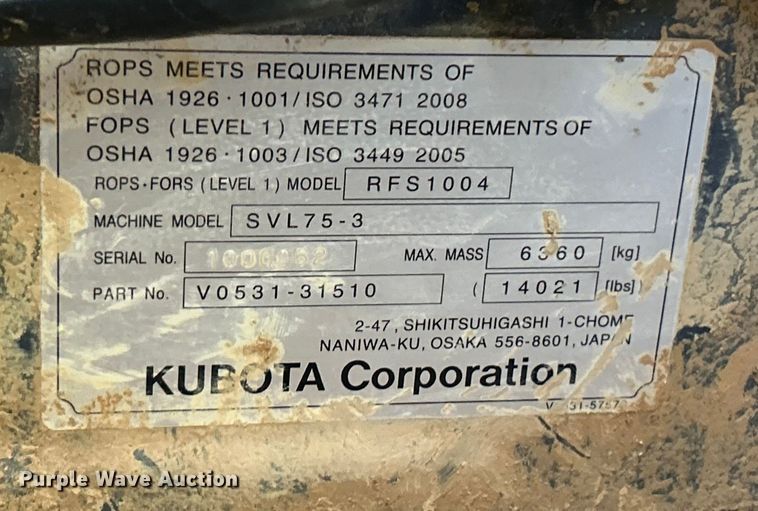 ROPS MEETS REQUIREMENTS OF
OSHA 1926・1001/ISO 3471 2008
FOPS (LEVEL 1) MEETS REQUIREMENTS OF
OSHA 1926・1003/ISO 3449 2005
ROPS・FORS (LEVEL 1) MODEL RFS1004
MACHINE MODEL SVL75-3
SERIAL No. MAX. MASS 6360 [kg]
PART No. V0531-31510 (14021 [lbs])
2-47, SHIKITSUHIGASHI 1-CHOME
NANIWA-KU, OSAKA 556-8601, JAPAN
KUBOTA Corporation
Purple Wave Auction